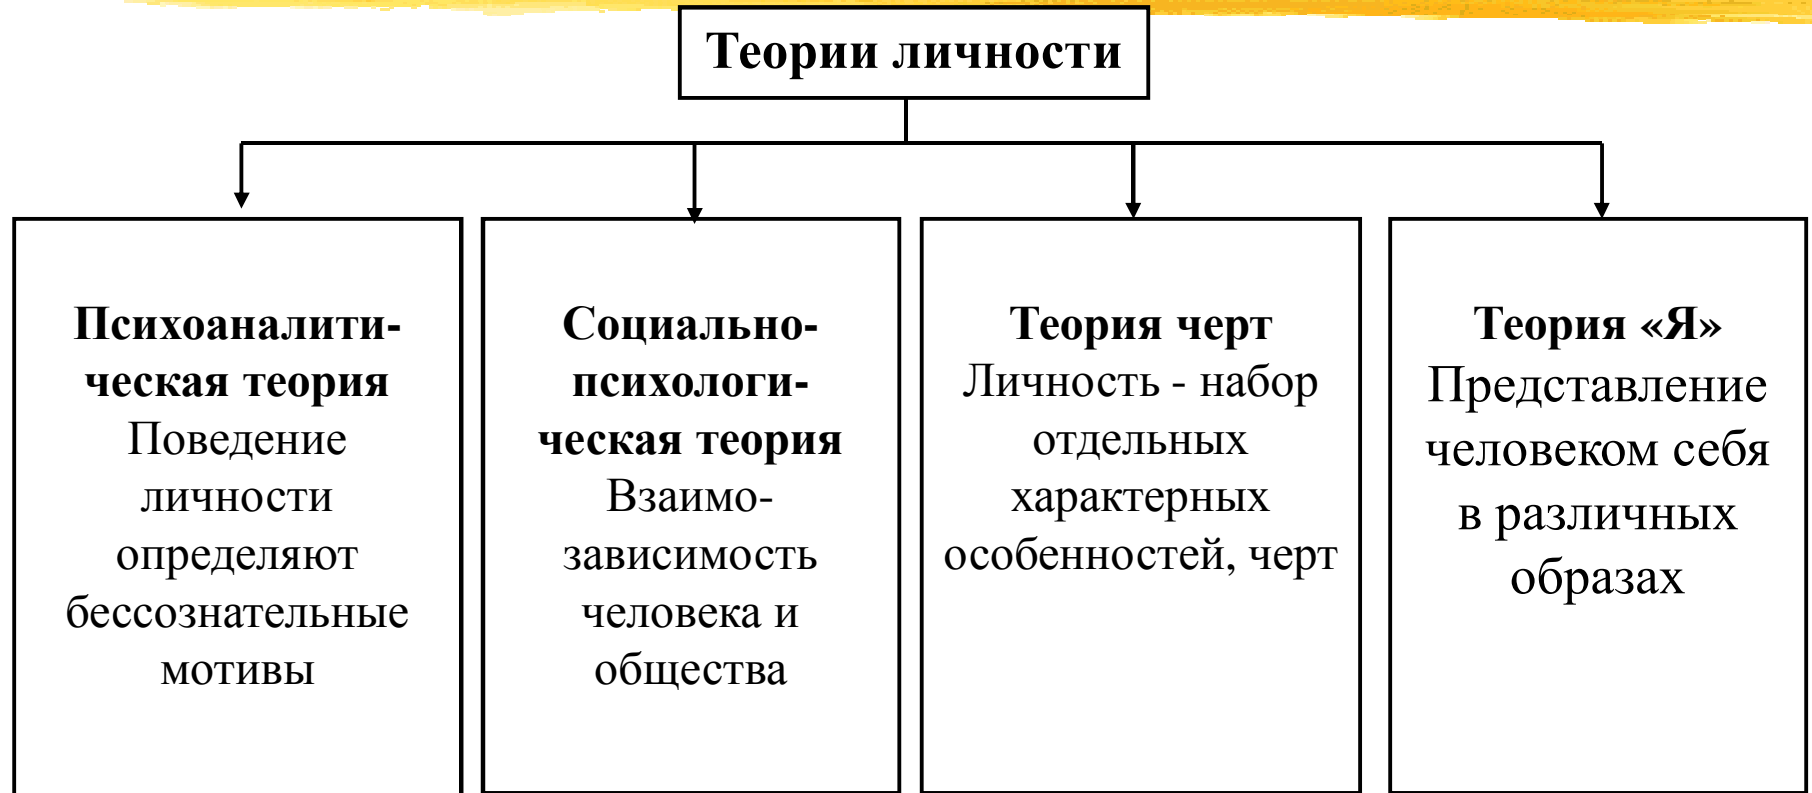 Теории личности
Психоаналити-
ческая теория
Поведение
личности
определяют
бессознательные
мотивы
Социально-
психологи-
ческая теория
Взаимо-
зависимость
человека и
общества
Теория черт
Личность - набор
отдельных
характерных
особенностей, черт
Теория «Я»
Представление
человеком себя
в различных
образах